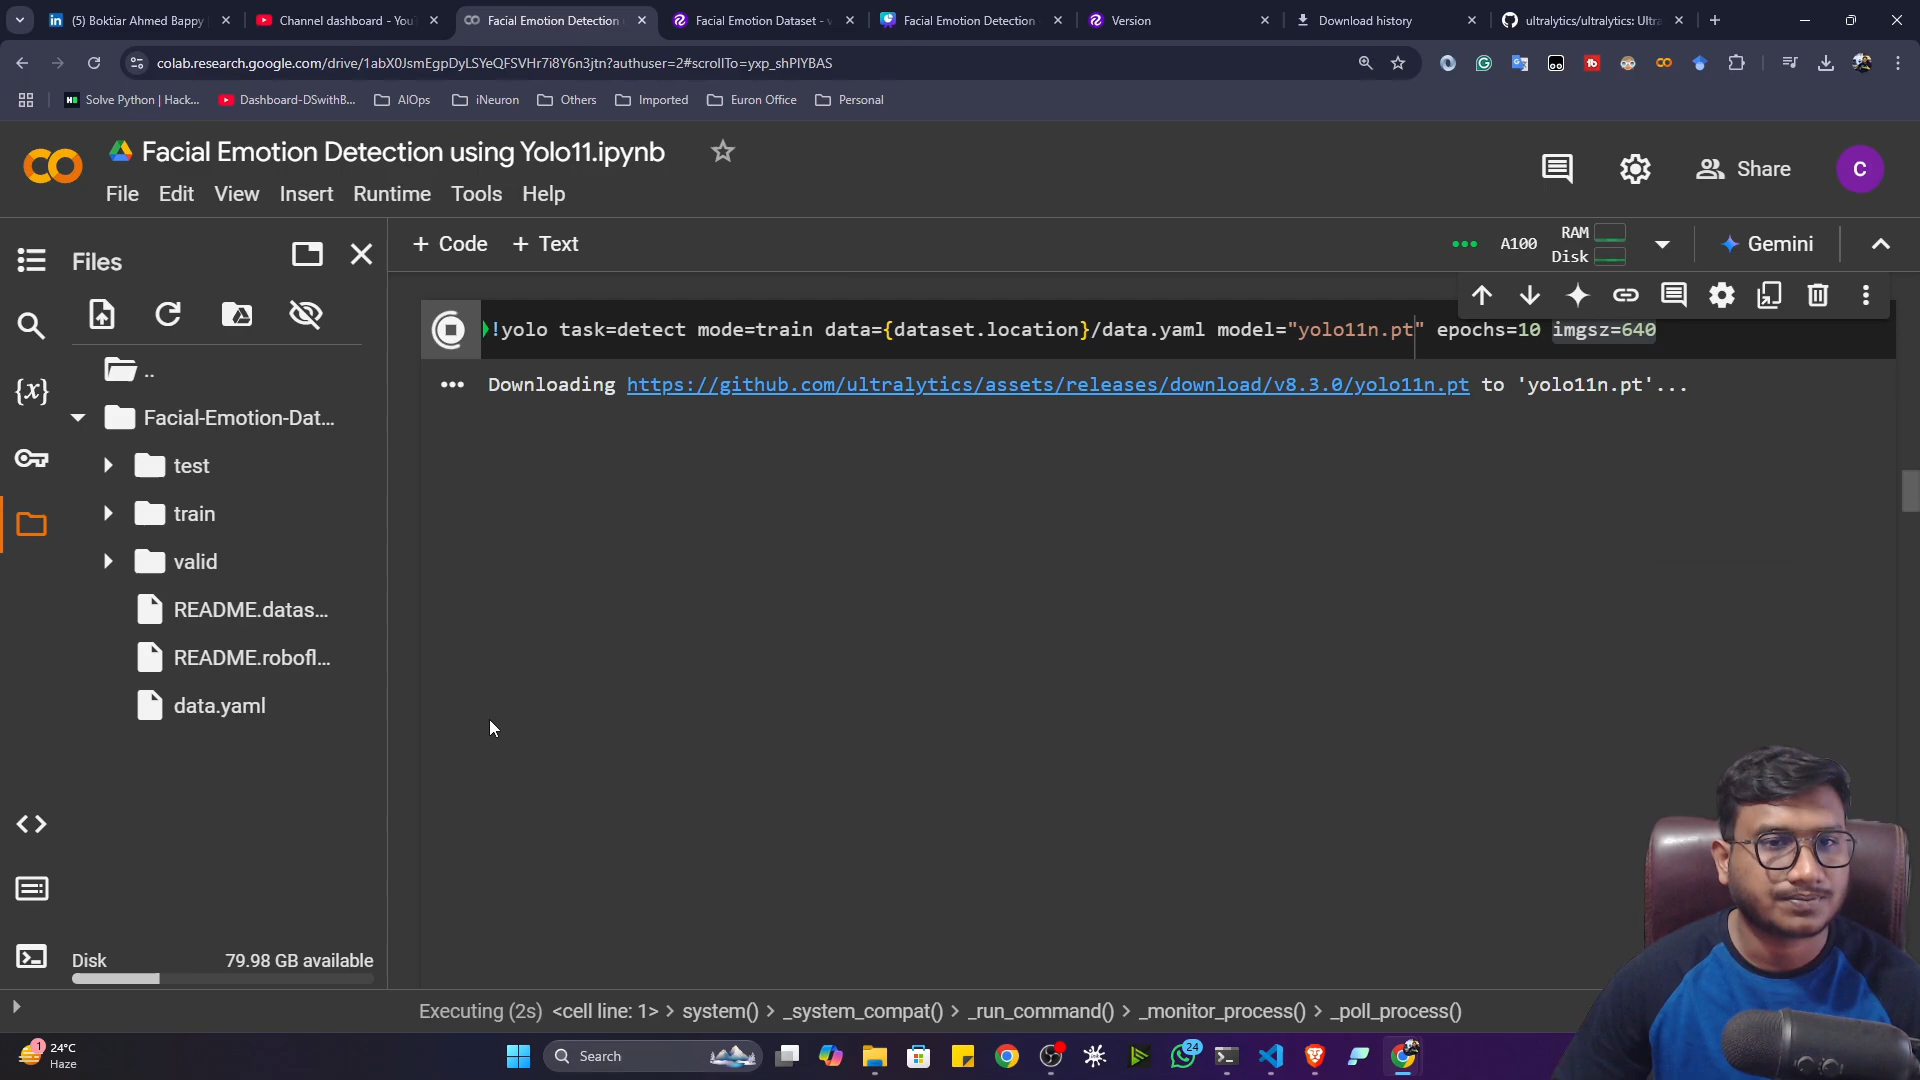 (5) Boktiar Ahmed Bappy
Channel dashboard - You
Facial Emotion Detection
Facial Emotion Dataset - v
Facial Emotion Detection
Version
Download history
ultralytics/ultralytics: Ultra
colab.research.google.com/drive/1abX0JsmEgpDyLSYeQFSVHr7i8Y6n3jtn?authuser=2#scrollTo=yxp_shPlYBAS
Solve Python | Hack...
Dashboard-DSwithB...
AIOps
iNeuron
Others
Imported
Euron Office
Personal
Facial Emotion Detection using Yolo11.ipynb
File Edit View Insert Runtime Tools Help
Share
C
Files
+ Code + Text
A100
RAM
Disk
Gemini
!yolo task=detect mode=train data={dataset.location}/data.yaml model="yolo11n.pt" epochs=10 imgsz=640
Downloading https://github.com/ultralytics/assets/releases/download/v8.3.0/yolo11n.pt to 'yolo11n.pt'...
..
Facial-Emotion-Dat...
test
train
valid
README.datas...
README.robofl...
data.yaml
{x}
Disk 79.98 GB available
Executing (2s) <cell line: 1> > system() > _system_compat() > _run_command() > _monitor_process() > _poll_process()
1
24°C
Haze
Search
24